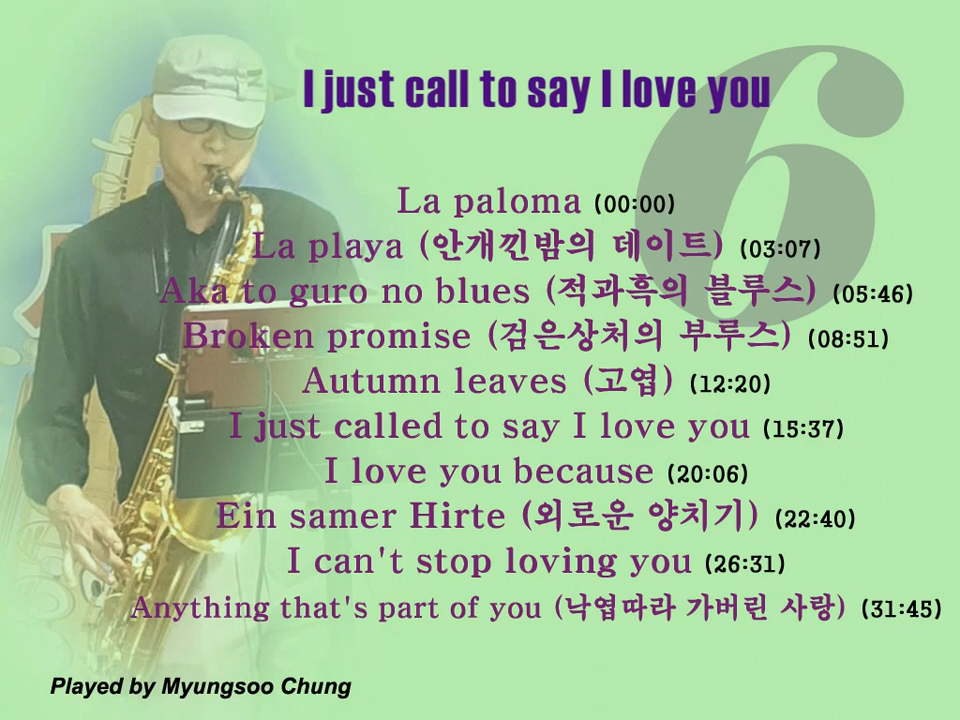 I just call to say I love you
6
La paloma (00:00)
La playa (안개낀밤의 데이트) (03:07)
Aka to guro no blues (적과흑의 블루스) (05:46)
Broken promise (검은상처의 부루스) (08:51)
Autumn leaves (고엽) (12:20)
I just called to say I love you (15:37)
I love you because (20:06)
Ein samer Hirte (외로운 양치기) (22:40)
I can't stop loving you (26:31)
Anything that's part of you (낙엽따라 가버린 사랑) (31:45)
Played by Myungsoo Chung